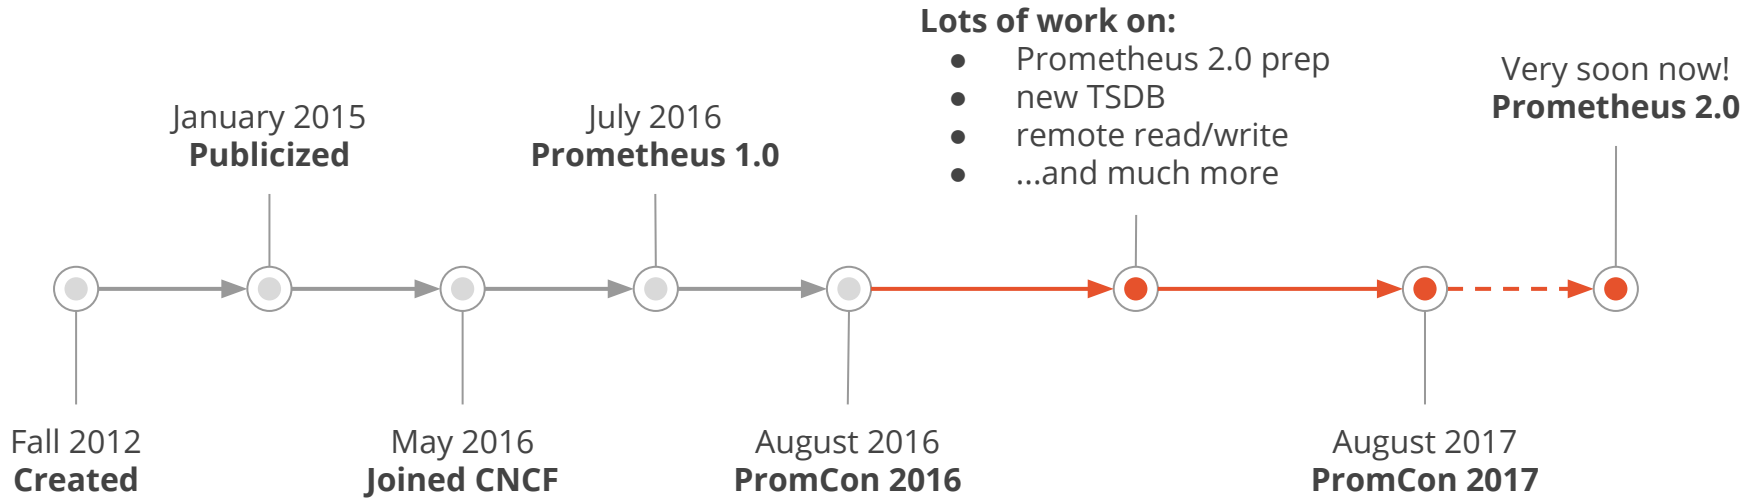 Lots of work on:
● Prometheus 2.0 prep
● new TSDB
● remote read/write
● ...and much more
Very soon now!
Prometheus 2.0
January 2015
Publicized
July 2016
Prometheus 1.0
Fall 2012
Created
May 2016
Joined CNCF
August 2016
PromCon 2016
August 2017
PromCon 2017